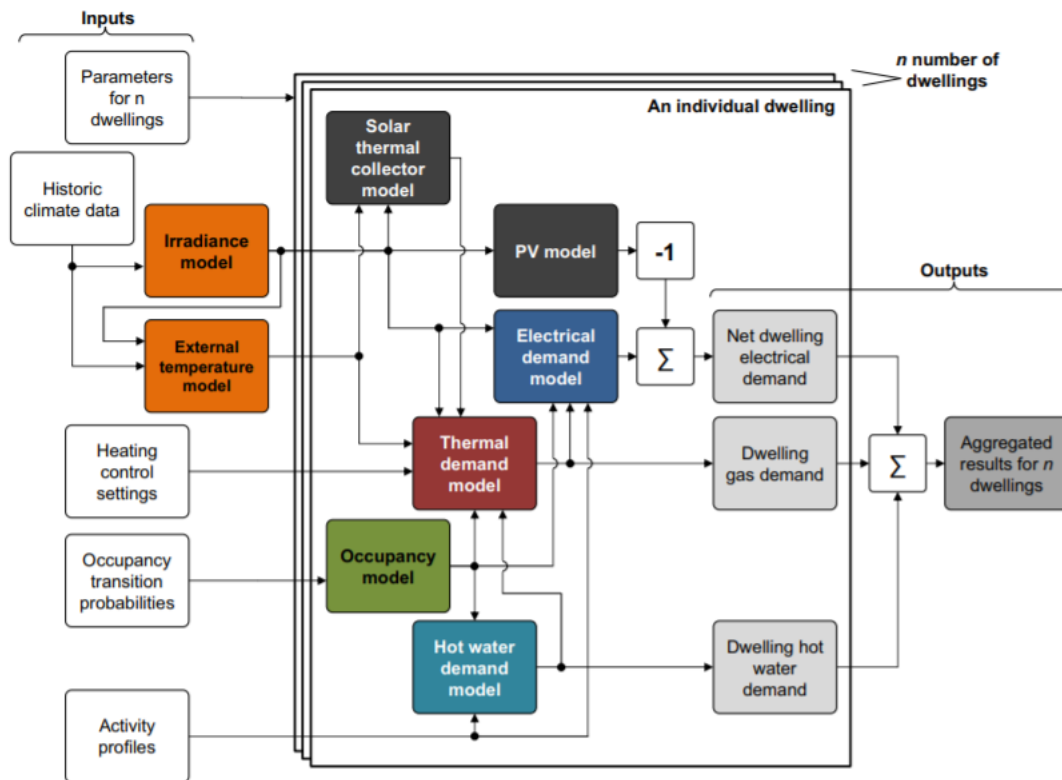 Inputs
Parameters
for n
dwellings
n number of
dwellings
An individual dwelling
Solar
thermal
collector
model
Historic
climate data
Irradiance
model
PV model
-1
Outputs
External
temperature
model
Electrical
demand
model
Σ
Net dwelling
electrical
demand
Heating
control
settings
Thermal
demand
model
Dwelling
gas demand
Σ
Aggregated
results for n
dwellings
Occupancy
transition
probabilities
Occupancy
model
Hot water
demand
model
Dwelling hot
water
demand
Activity
profiles